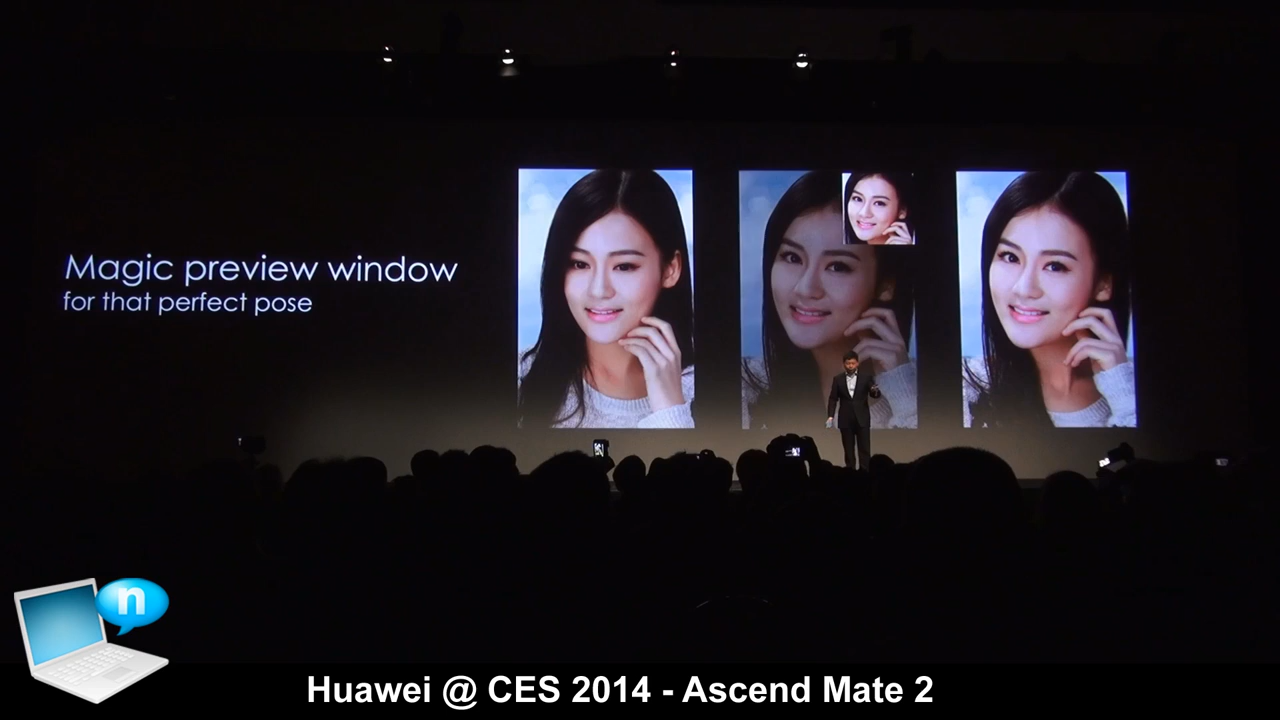 Magic preview window
for that perfect pose
n
Huawei @ CES 2014 - Ascend Mate 2